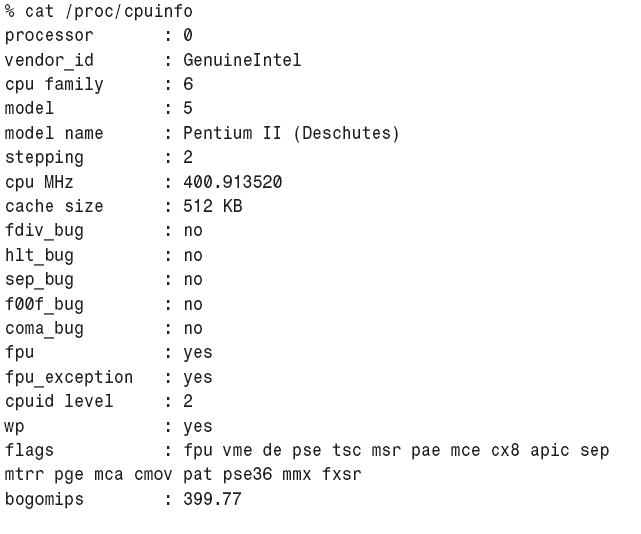 % cat /proc/cpuinfo
processor       : 0
vendor_id       : GenuineIntel
cpu family      : 6
model           : 5
model name      : Pentium II (Deschutes)
stepping        : 2
cpu MHz         : 400.913520
cache size      : 512 KB
fdiv_bug        : no
hlt_bug         : no
sep_bug         : no
f00f_bug        : no
coma_bug        : no
fpu             : yes
fpu_exception   : yes
cpuid level     : 2
wp              : yes
flags           : fpu vme de pse tsc msr pae mce cx8 apic sep
mtrr pge mca cmov pat pse36 mmx fxsr
bogomips        : 399.77